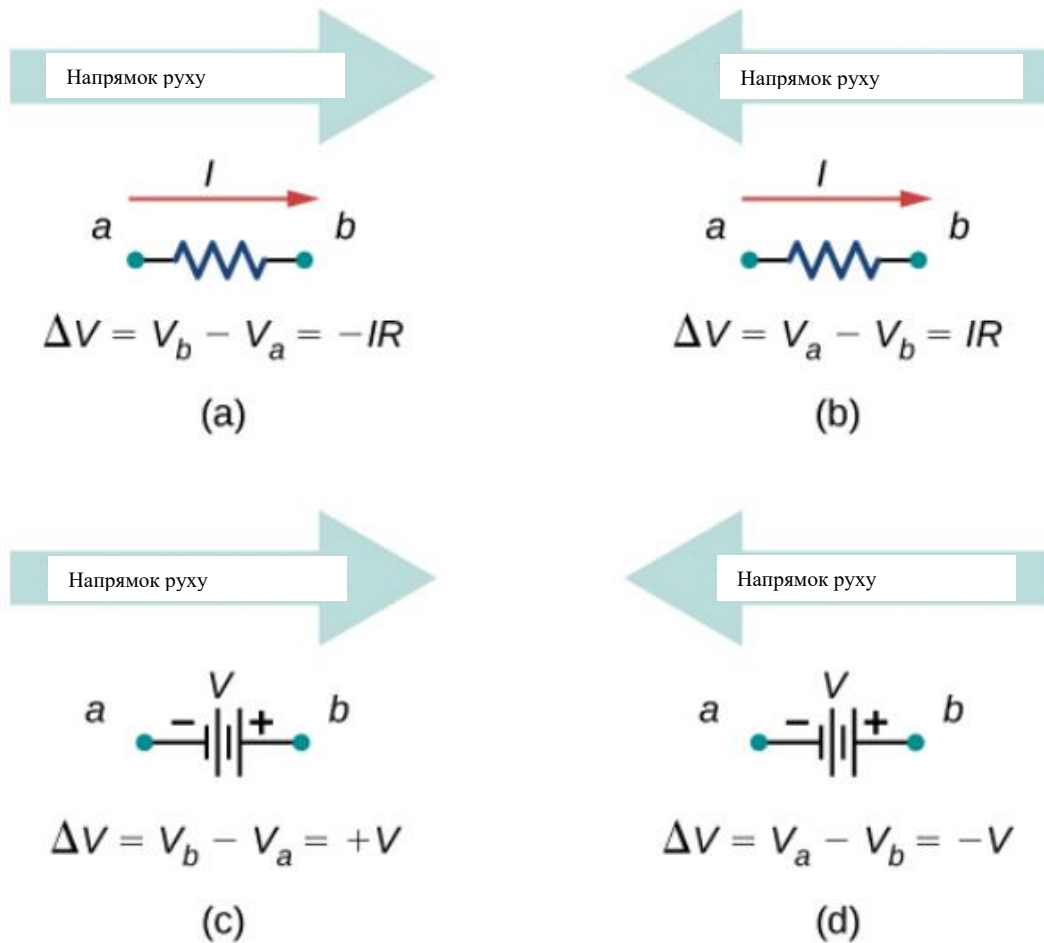 Напрямок руху
Напрямок руху
I
I
a
b
a
b
ΔV = V_b − V_a = −IR
ΔV = V_a − V_b = IR
(a)
(b)
Напрямок руху
Напрямок руху
V
V
a
− +
b
a
− +
b
ΔV = V_b − V_a = +V
ΔV = V_a − V_b = −V
(c)
(d)